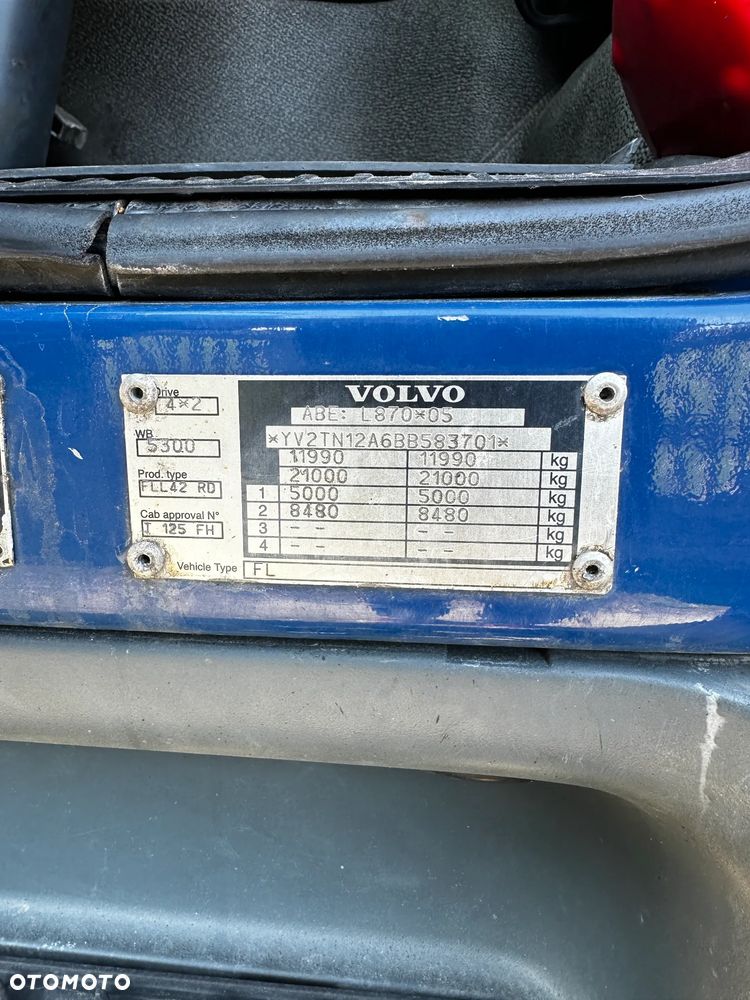 VOLVO
Drive
4*2
ABE: L870*05
WB
5300
*YV2TN12A6BB583701*
11990 11990 kg
Prod. type
21000 21000 kg
FLL42 RD
1 5000 5000 kg
2 8480 8480 kg
Cab approval N°
I 125 FH
3 - - - - kg
4 - - - - kg
Vehicle Type FL
OTOMOTO